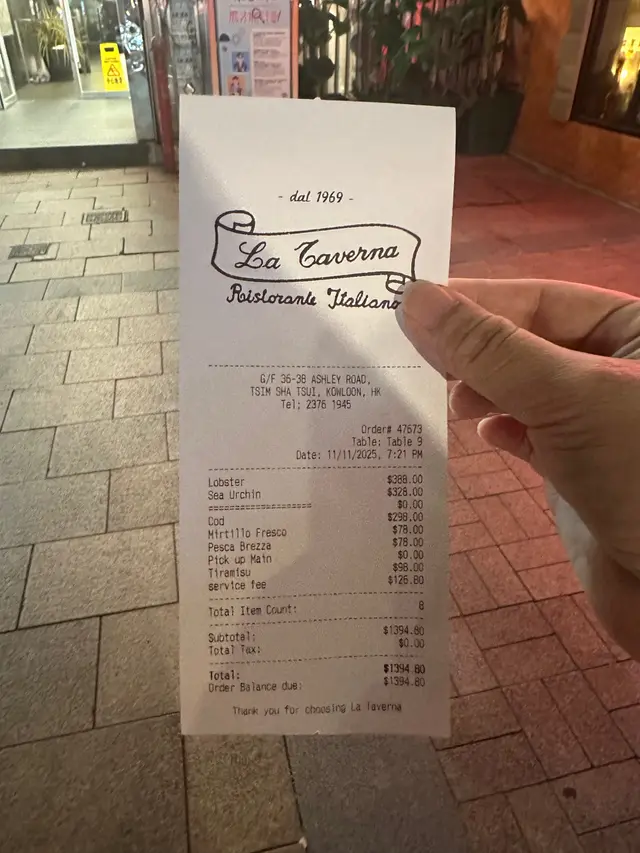 - dal 1969 -
La Taverna
Ristorante Italiano
G/F 36-38 ASHLEY ROAD,
TSIM SHA TSUI, KOWLOON, HK
Tel: 2376 1945
Order# 47673
Table: Table 9
Date: 11/11/2025, 7:21 PM
Lobster $388.00
Sea Urchin $328.00
==================== $0.00
Cod $298.00
Mirtillo Fresco $78.00
Pesca Brezza $78.00
Pick up Main $0.00
Tiramisu $98.00
service fee $126.80
Total Item Count: 8
Subtotal: $1394.80
Total Tax: $0.00
Total: $1394.80
Order Balance due: $1394.80
Thank you for choosing La Taverna